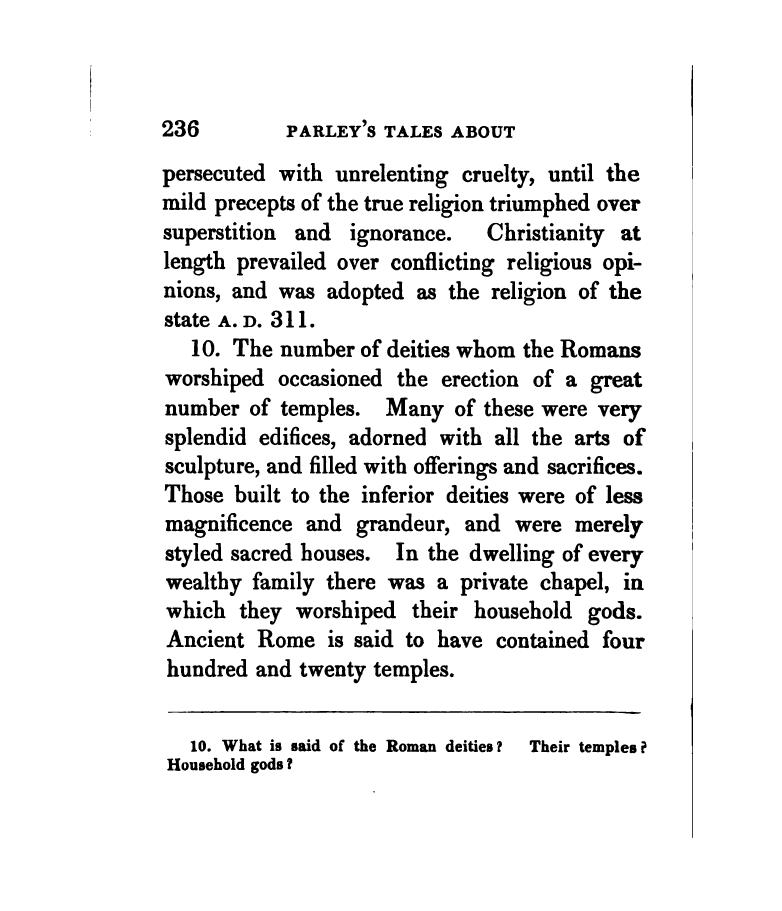 236 PARLEY'S TALES ABOUT
persecuted with unrelenting cruelty, until the
mild precepts of the true religion triumphed over
superstition and ignorance. Christianity at
length prevailed over conflicting religious opi-
nions, and was adopted as the religion of the
state A. D. 311.
10. The number of deities whom the Romans
worshiped occasioned the erection of a great
number of temples. Many of these were very
splendid edifices, adorned with all the arts of
sculpture, and filled with offerings and sacrifices.
Those built to the inferior deities were of less
magnificence and grandeur, and were merely
styled sacred houses. In the dwelling of every
wealthy family there was a private chapel, in
which they worshiped their household gods.
Ancient Rome is said to have contained four
hundred and twenty temples.
10. What is said of the Roman deities? Their temples?
Household gods?